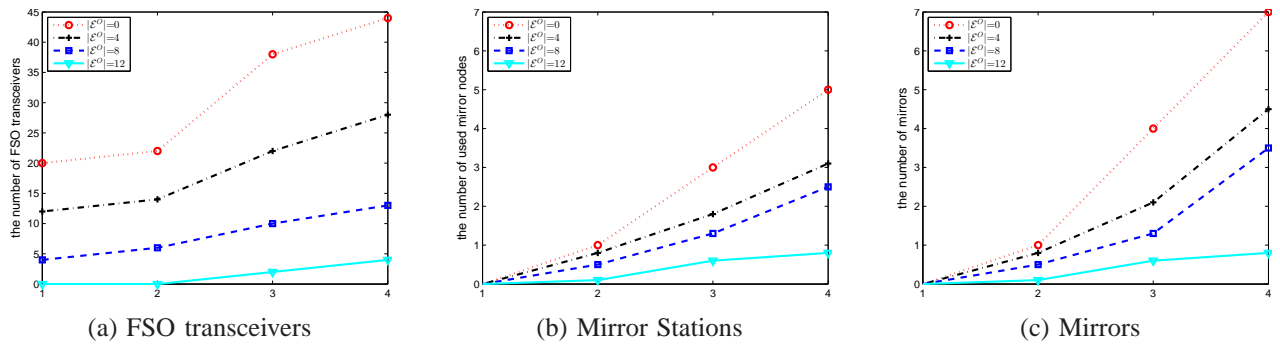 the number of FSO transceivers
45
40
35
30
25
20
15
10
5
0
1 2 3 4
|ℰ^O|=0
|ℰ^O|=4
|ℰ^O|=8
|ℰ^O|=12
(a) FSO transceivers
the number of used mirror nodes
7
6
5
4
3
2
1
0
1 2 3 4
|ℰ^O|=0
|ℰ^O|=4
|ℰ^O|=8
|ℰ^O|=12
(b) Mirror Stations
the number of mirrors
7
6
5
4
3
2
1
0
1 2 3 4
|ℰ^O|=0
|ℰ^O|=4
|ℰ^O|=8
|ℰ^O|=12
(c) Mirrors